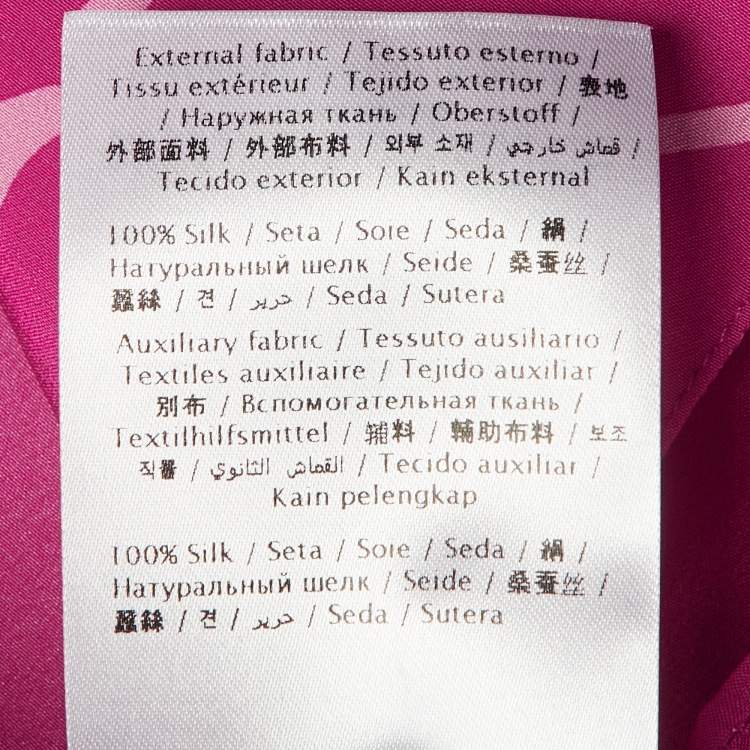 External fabric / Tessuto esterno /
Tissu extérieur / Tejido exterior / 表地
/ Наружная ткань / Oberstoff /
外部面料 / 外部布料 / 외부 소재 / قماش خارجي /
Tecido exterior / Kain eksternal
100% Silk / Seta / Soie / Seda / 絹 /
Натуральный шелк / Seide / 桑蚕丝 /
蠶絲 / 견 / حرير / Seda / Sutera
Auxiliary fabric / Tessuto ausiliario /
Textiles auxiliaire / Tejido auxiliar /
別布 / Вспомогательная ткань /
Textilhilfsmittel / 辅料 / 輔助布料 / 보조
직물 / القماش الثانوي / Tecido auxiliar /
Kain pelengkap
100% Silk / Seta / Soie / Seda / 絹 /
Натуральный шелк / Seide / 桑蚕丝 /
蠶絲 / 견 / حرير / Seda / Sutera